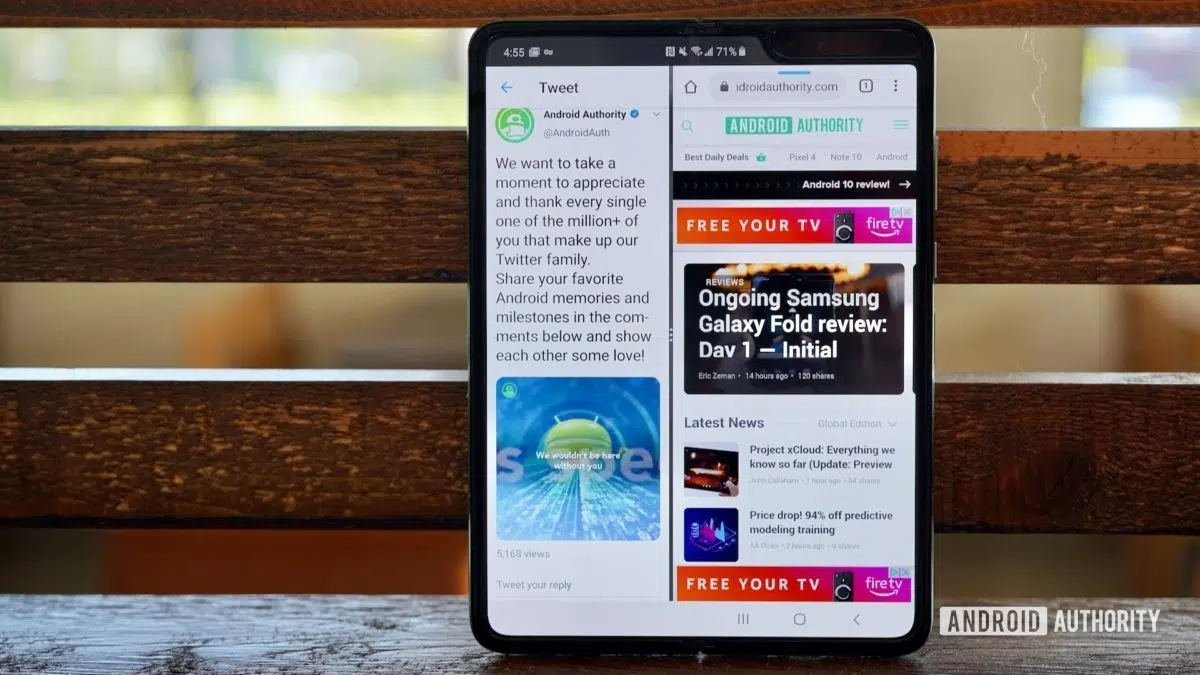 4:55
71%
Tweet
Android Authority
@AndroidAuth
We want to take a
moment to appreciate
and thank every single
one of the million+ of
you that make up our
Twitter family.
Share your favorite
Android memories and
milestones in the com-
ments below and show
each other some love!
We wouldn't be here
without you
5,168 views
Tweet your reply
droidauthority.com
1
ANDROID AUTHORITY
Best Daily Deals Pixel 4 Note 10 Android
Android 10 review! →
FREE YOUR TV fire tv
REVIEWS
Ongoing Samsung
Galaxy Fold review:
Day 1 — Initial
Eric Zeman • 14 hours ago • 120 shares
Latest News Global Edition
Project xCloud: Everything we
know so far (Update: Preview
John Callaham • 1 hour ago • 64 shares
Price drop! 94% off predictive
modeling training
AA Picks • 2 hours ago • 9 shares
FREE YOUR TV fire tv
ANDROID AUTHORITY